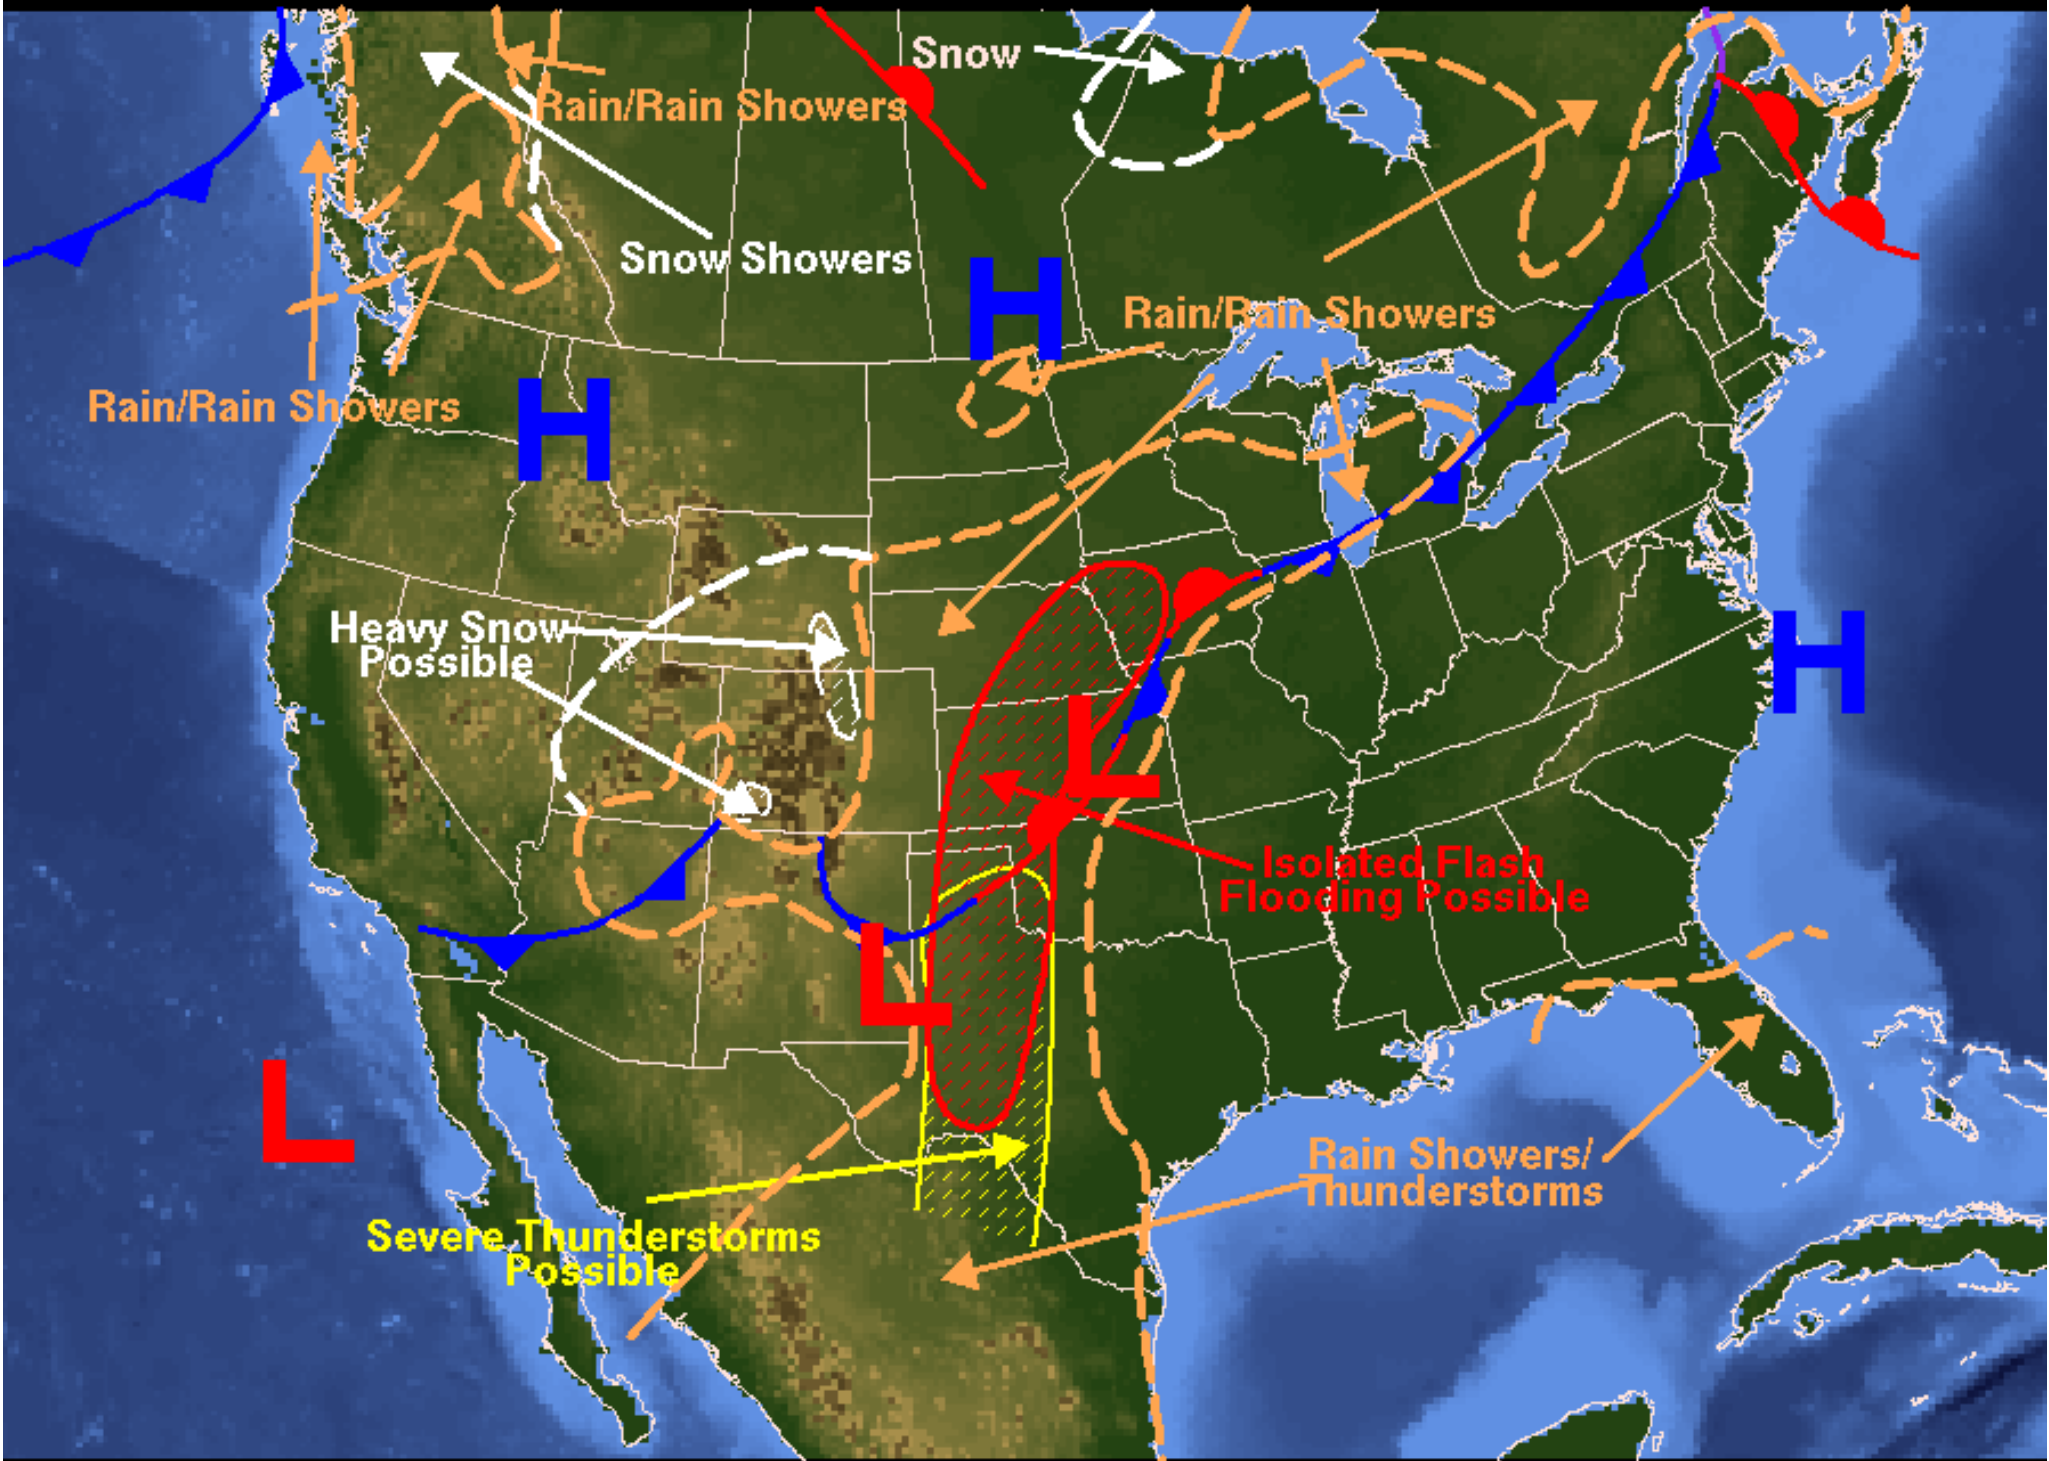 Snow
Rain/Rain Showers
Snow Showers
H
Rain/Rain Showers
Rain/Rain Showers
H
Heavy Snow
Possible
H
L
Isolated Flash
Flooding Possible
L
L
Rain Showers/
Thunderstorms
Severe Thunderstorms
Possible